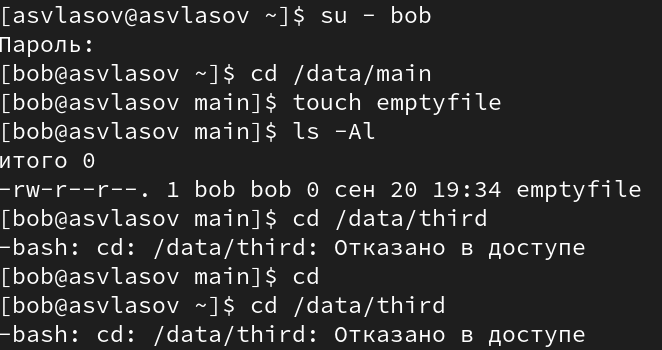 [asvlasov@asvlasov ~]$ su - bob
Пароль:
[bob@asvlasov ~]$ cd /data/main
[bob@asvlasov main]$ touch emptyfile
[bob@asvlasov main]$ ls -Al
итого 0
-rw-r--r--. 1 bob bob 0 сен 20 19:34 emptyfile
[bob@asvlasov main]$ cd /data/third
-bash: cd: /data/third: Отказано в доступе
[bob@asvlasov main]$ cd
[bob@asvlasov ~]$ cd /data/third
-bash: cd: /data/third: Отказано в доступе